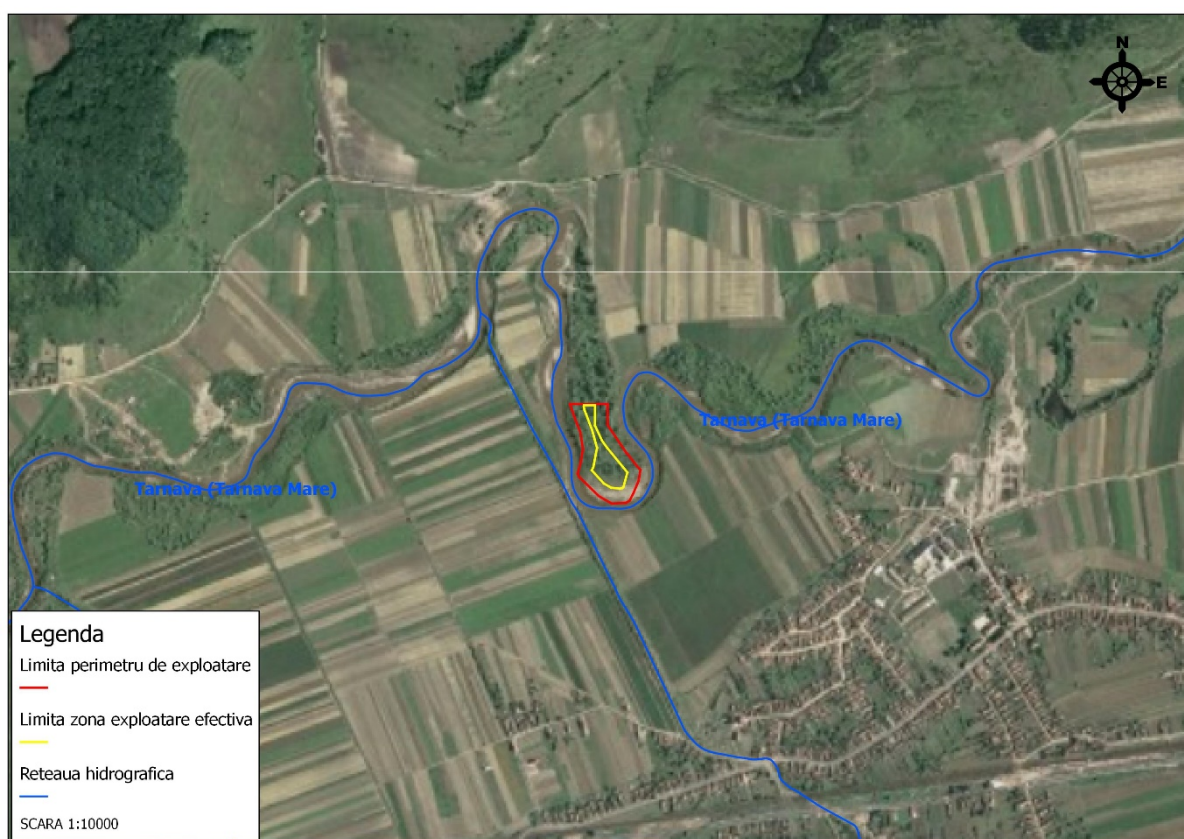 N
E
Tarnava (Tarnava Mare)
Tarnava (Tarnava Mare)
Legenda
Limita perimetru de exploatare
Limita zona exploatare efectiva
Reteaua hidrografica
SCARA 1:10000